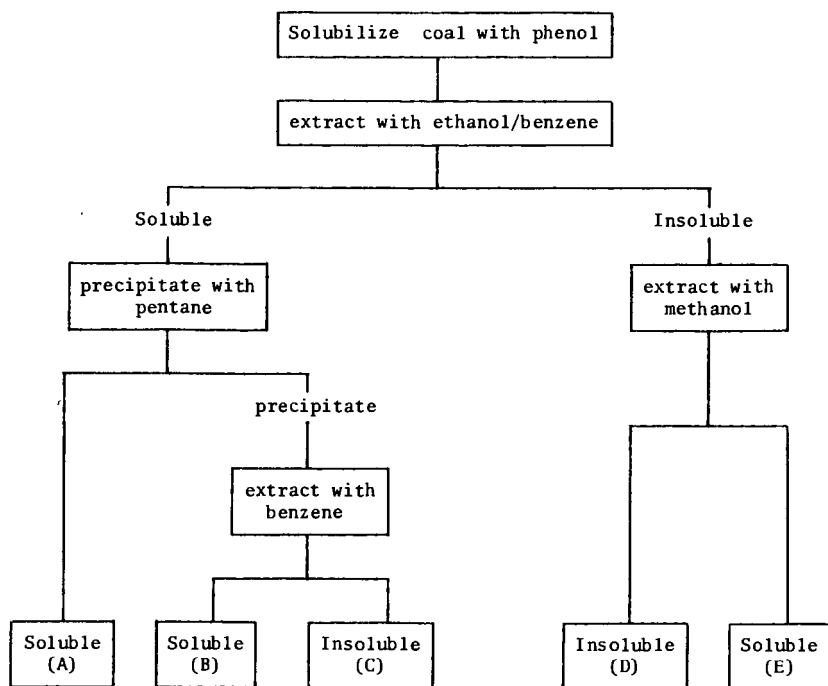 Solubilize coal with phenol
extract with ethanol/benzene
Soluble
Insoluble
precipitate with
pentane
extract with
methanol
precipitate
extract with
benzene
Soluble
(A)
Soluble
(B)
Insoluble
(C)
Insoluble
(D)
Soluble
(E)